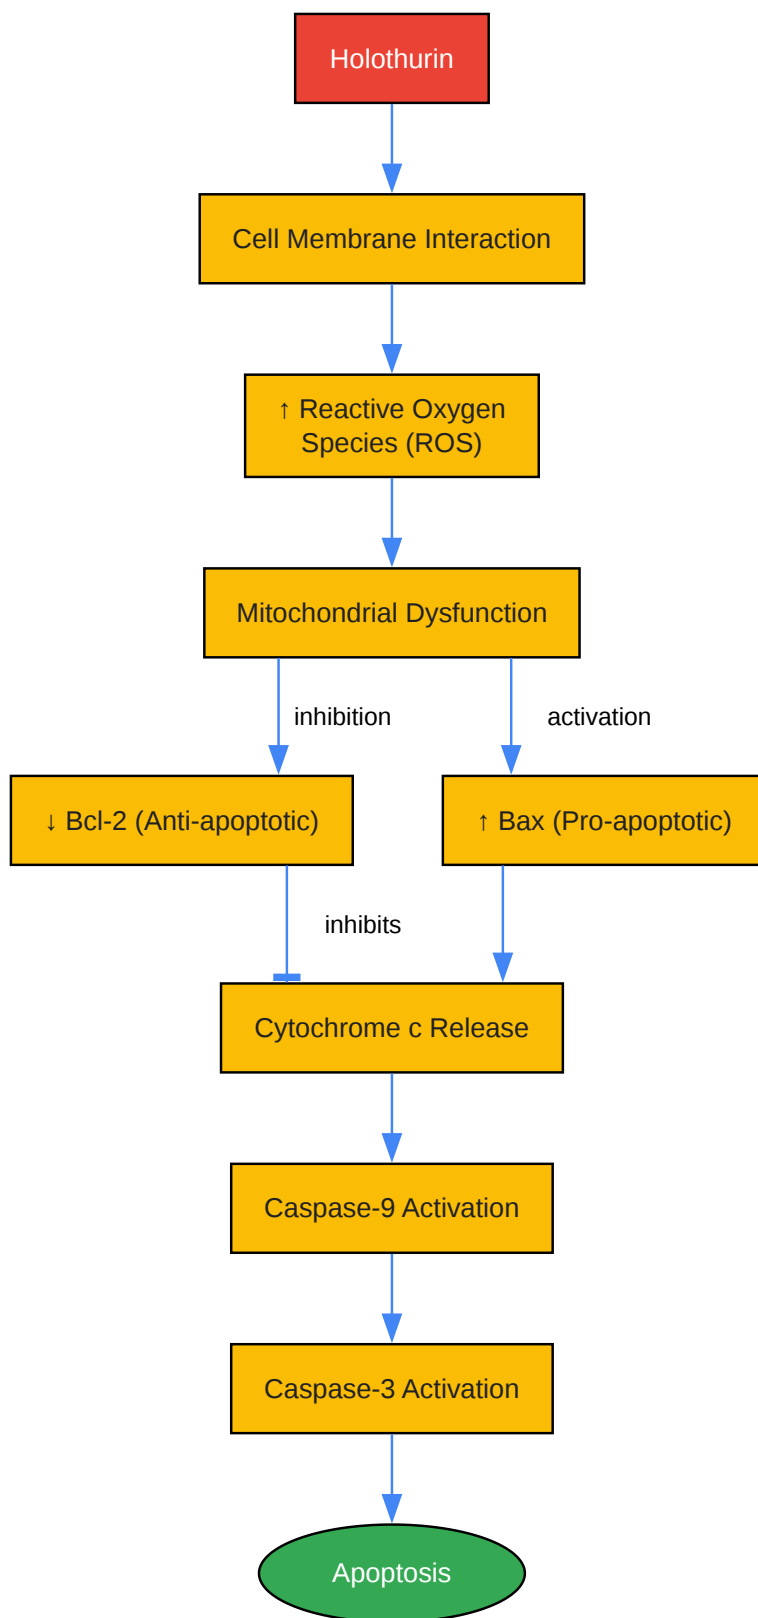 Holothurin
Cell Membrane Interaction
↑ Reactive Oxygen
Species (ROS)
Mitochondrial Dysfunction
inhibition
activation
↓ Bcl-2 (Anti-apoptotic)
↑ Bax (Pro-apoptotic)
inhibits
Cytochrome c Release
Caspase-9 Activation
Caspase-3 Activation
Apoptosis